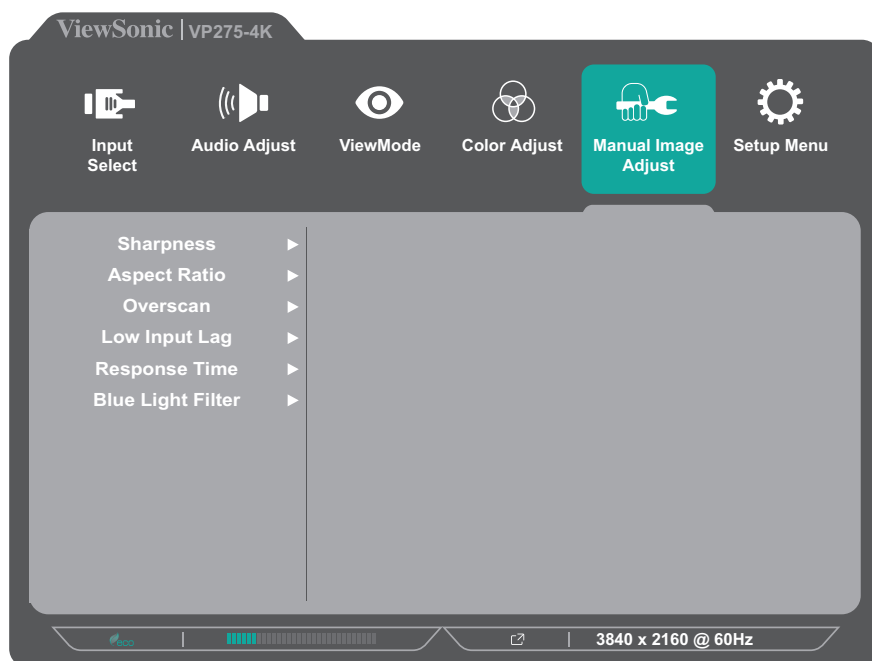 ViewSonic | VP275-4K
Input Select
Audio Adjust
ViewMode
Color Adjust
Manual Image Adjust
Setup Menu
Sharpness
Aspect Ratio
Overscan
Low Input Lag
Response Time
Blue Light Filter
eco
3840 x 2160 @ 60Hz